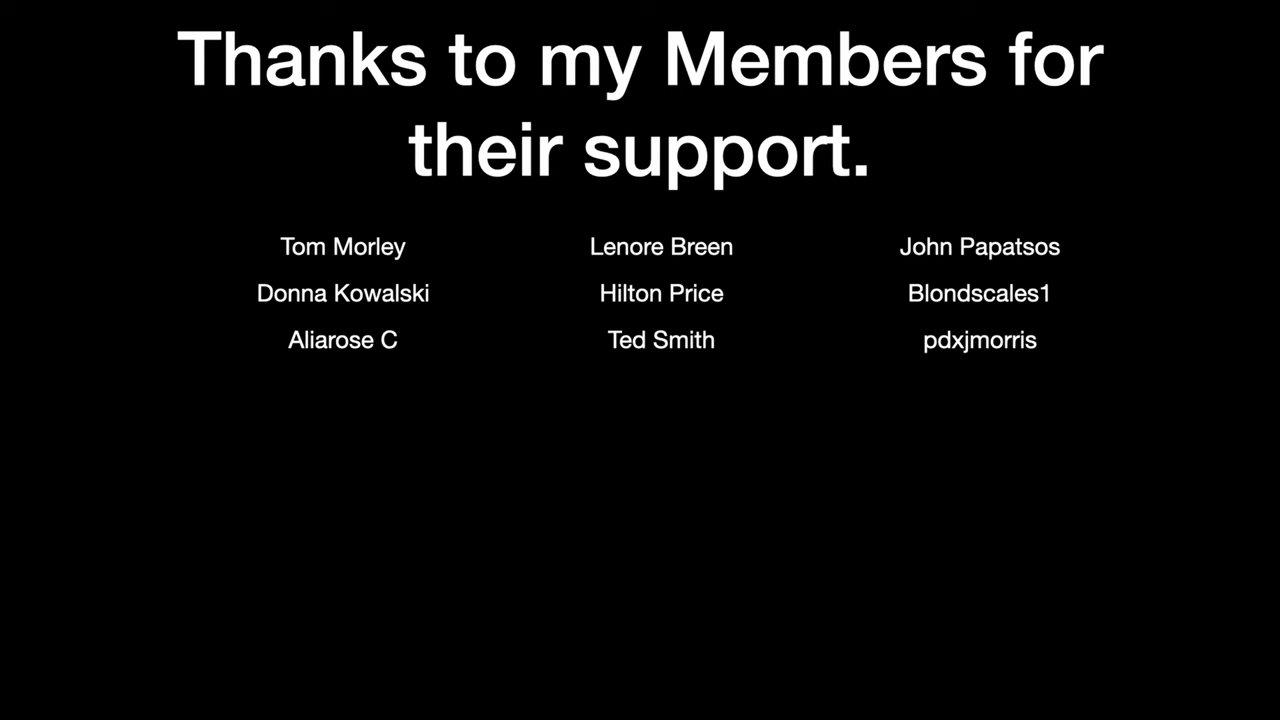 Thanks to my Members for
their support.
Tom Morley Lenore Breen John Papatsos
Donna Kowalski Hilton Price Blondscales1
Aliarose C Ted Smith pdxjmorris